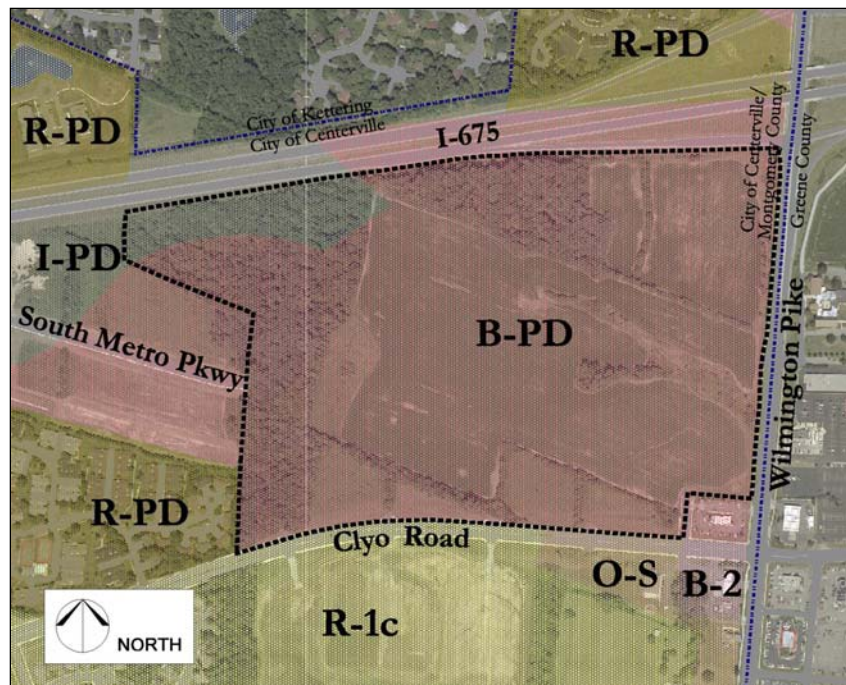 R-PD
R-PD
City of Kettering
City of Centerville
I-675
City of Centerville/
Montgomery County
Greene County
I-PD
South Metro Pkwy
B-PD
Wilmington Pike
R-PD
Clyo Road
O-S
B-2
R-1c
NORTH